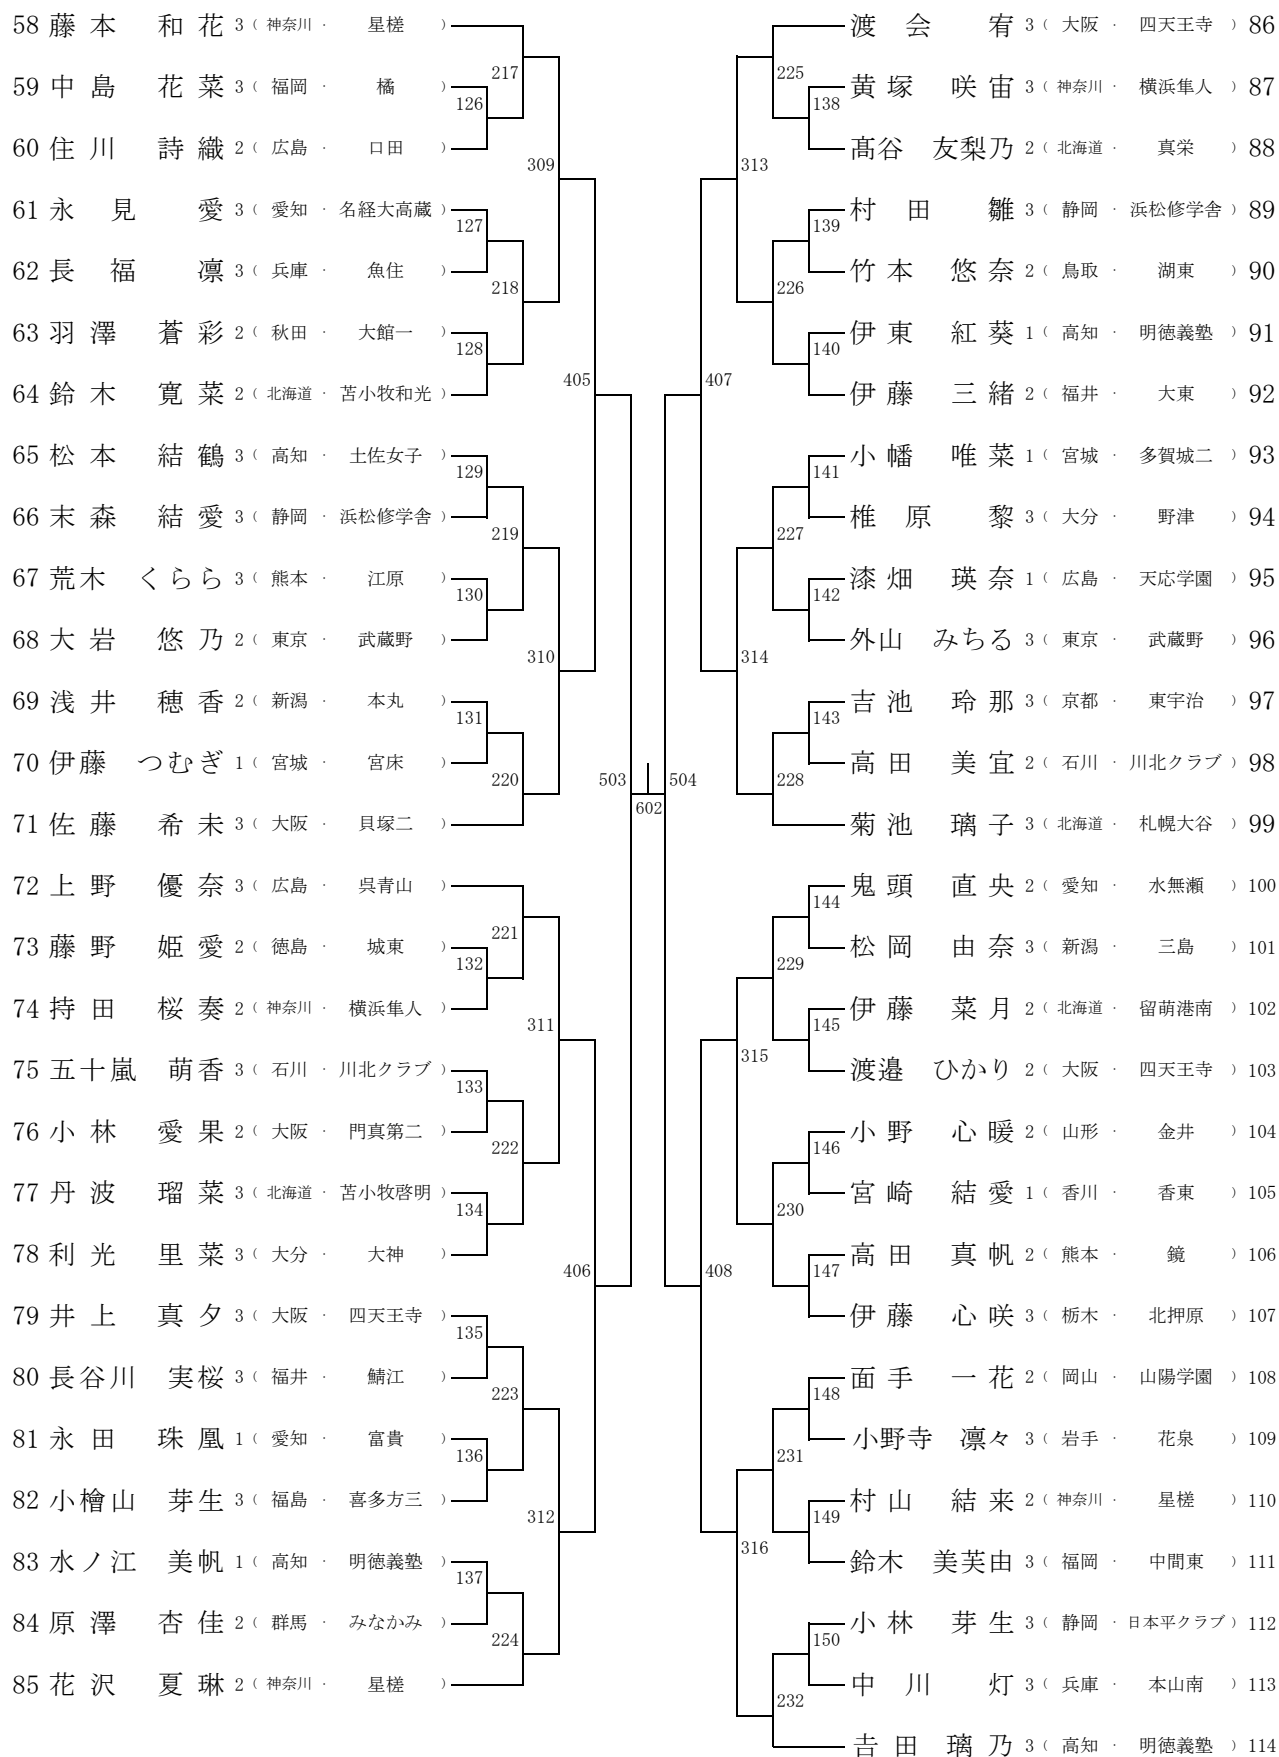 58 藤本 和花 3 ( 神奈川 ・ 星槎 )
59 中島 花菜 3 ( 福岡 ・ 橘 )
60 住川 詩織 2 ( 広島 ・ 口田 )
61 永見 愛 3 ( 愛知 ・ 名経大高蔵 )
62 長福 凛 3 ( 兵庫 ・ 魚住 )
63 羽澤 蒼彩 2 ( 秋田 ・ 大館一 )
64 鈴木 寛菜 2 ( 北海道 ・ 苫小牧和光 )
65 松本 結鶴 3 ( 高知 ・ 土佐女子 )
66 末森 結愛 3 ( 静岡 ・ 浜松修学舎 )
67 荒木 くらら 3 ( 熊本 ・ 江原 )
68 大岩 悠乃 2 ( 東京 ・ 武蔵野 )
69 浅井 穂香 2 ( 新潟 ・ 本丸 )
70 伊藤 つむぎ 1 ( 宮城 ・ 宮床 )
71 佐藤 希未 3 ( 大阪 ・ 貝塚二 )
72 上野 優奈 3 ( 広島 ・ 呉青山 )
73 藤野 姫愛 2 ( 徳島 ・ 城東 )
74 持田 桜奏 2 ( 神奈川 ・ 横浜隼人 )
75 五十嵐 萌香 3 ( 石川 ・ 川北クラブ )
76 小林 愛果 2 ( 大阪 ・ 門真第二 )
77 丹波 瑠菜 3 ( 北海道 ・ 苫小牧啓明 )
78 利光 里菜 3 ( 大分 ・ 大神 )
79 井上 真夕 3 ( 大阪 ・ 四天王寺 )
80 長谷川 実桜 3 ( 福井 ・ 鯖江 )
81 永田 珠凰 1 ( 愛知 ・ 富貴 )
82 小檜山 芽生 3 ( 福島 ・ 喜多方三 )
83 水ノ江 美帆 1 ( 高知 ・ 明徳義塾 )
84 原澤 杏佳 2 ( 群馬 ・ みなかみ )
85 花沢 夏琳 2 ( 神奈川 ・ 星槎 )
126
127
128
129
130
131
132
133
134
135
136
137
217
218
219
220
221
222
223
224
309
310
311
312
405
406
503
602
504
407
408
313
314
315
316
225
226
227
228
229
230
231
232
138
139
140
141
142
143
144
145
146
147
148
149
150
渡会 宥 3 ( 大阪 ・ 四天王寺 ) 86
黄塚 咲宙 3 ( 神奈川 ・ 横浜隼人 ) 87
髙谷 友梨乃 2 ( 北海道 ・ 真栄 ) 88
村田 雛 3 ( 静岡 ・ 浜松修学舎 ) 89
竹本 悠奈 2 ( 鳥取 ・ 湖東 ) 90
伊東 紅葵 1 ( 高知 ・ 明徳義塾 ) 91
伊藤 三緒 2 ( 福井 ・ 大東 ) 92
小幡 唯菜 1 ( 宮城 ・ 多賀城二 ) 93
椎原 黎 3 ( 大分 ・ 野津 ) 94
漆畑 瑛奈 1 ( 広島 ・ 天応学園 ) 95
外山 みちる 3 ( 東京 ・ 武蔵野 ) 96
吉池 玲那 3 ( 京都 ・ 東宇治 ) 97
高田 美宜 2 ( 石川 ・ 川北クラブ ) 98
菊池 璃子 3 ( 北海道 ・ 札幌大谷 ) 99
鬼頭 直央 2 ( 愛知 ・ 水無瀬 ) 100
松岡 由奈 3 ( 新潟 ・ 三島 ) 101
伊藤 菜月 2 ( 北海道 ・ 留萌港南 ) 102
渡邉 ひかり 2 ( 大阪 ・ 四天王寺 ) 103
小野 心暖 2 ( 山形 ・ 金井 ) 104
宮崎 結愛 1 ( 香川 ・ 香東 ) 105
高田 真帆 2 ( 熊本 ・ 鏡 ) 106
伊藤 心咲 3 ( 栃木 ・ 北押原 ) 107
面手 一花 2 ( 岡山 ・ 山陽学園 ) 108
小野寺 凛々 3 ( 岩手 ・ 花泉 ) 109
村山 結来 2 ( 神奈川 ・ 星槎 ) 110
鈴木 美芙由 3 ( 福岡 ・ 中間東 ) 111
小林 芽生 3 ( 静岡 ・ 日本平クラブ ) 112
中川 灯 3 ( 兵庫 ・ 本山南 ) 113
𠮷田 璃乃 3 ( 高知 ・ 明徳義塾 ) 114